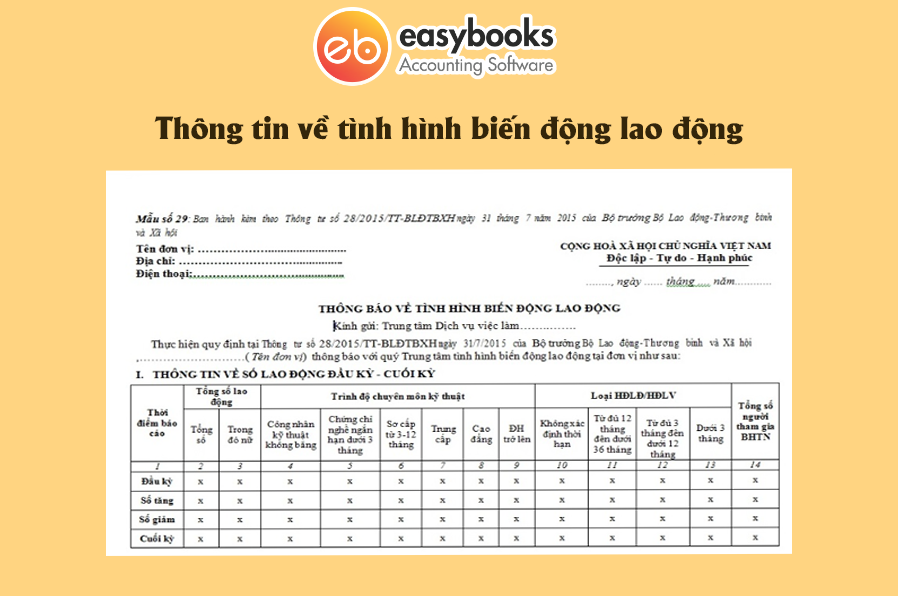 eb easybooks
Accounting Software
Thông tin về tình hình biến động lao động
Mẫu số 29: Ban hành kèm theo Thông tư số 28/2015/TT-BLĐTBXH ngày 31 tháng 7 năm 2015 của Bộ trưởng Bộ Lao động-Thương binh
và Xã hội
Tên đơn vị: ............................................
Địa chỉ: ................................................
Điện thoại:.............................................
CỘNG HOÀ XÃ HỘI CHỦ NGHĨA VIỆT NAM
Độc lập - Tự do - Hạnh phúc
........, ngày ...... tháng .... năm...........
THÔNG BÁO VỀ TÌNH HÌNH BIẾN ĐỘNG LAO ĐỘNG
Kính gửi: Trung tâm Dịch vụ việc làm...............
Thực hiện quy định tại Thông tư số 28/2015/TT-BLĐTBXH ngày 31/7/2015 của Bộ trưởng Bộ Lao động-Thương binh và Xã hội
,.........................( Tên đơn vị) thông báo với quý Trung tâm tình hình biến động lao động tại đơn vị như sau:
I. THÔNG TIN VỀ SỐ LAO ĐỘNG ĐẦU KỲ - CUỐI KỲ
Thời
điểm báo
cáo
Tổng số lao
động
Trình độ chuyên môn kỹ thuật
Loại HĐLĐ/HĐLV
Tổng số
người
tham gia
BHTN
Tổng
số
Trong
đó nữ
Công nhân
kỹ thuật
không bằng
Chứng chỉ
nghề ngắn
hạn dưới 3
tháng
Sơ cấp
từ 3-12
tháng
Trung
cấp
Cao
đẳng
ĐH
trở lên
Không xác
định thời
hạn
Từ đủ 12
tháng
đến dưới
36 tháng
Từ đủ 3
tháng đến
dưới 12
tháng
Dưới 3
tháng
1 2 3 4 5 6 7 8 9 10 11 12 13 14
Đầu kỳ x x x x x x x x x x x x x
Số tăng x x x x x x x x x x x x x
Số giảm x x x x x x x x x x x x x
Cuối kỳ x x x x x x x x x x x x x